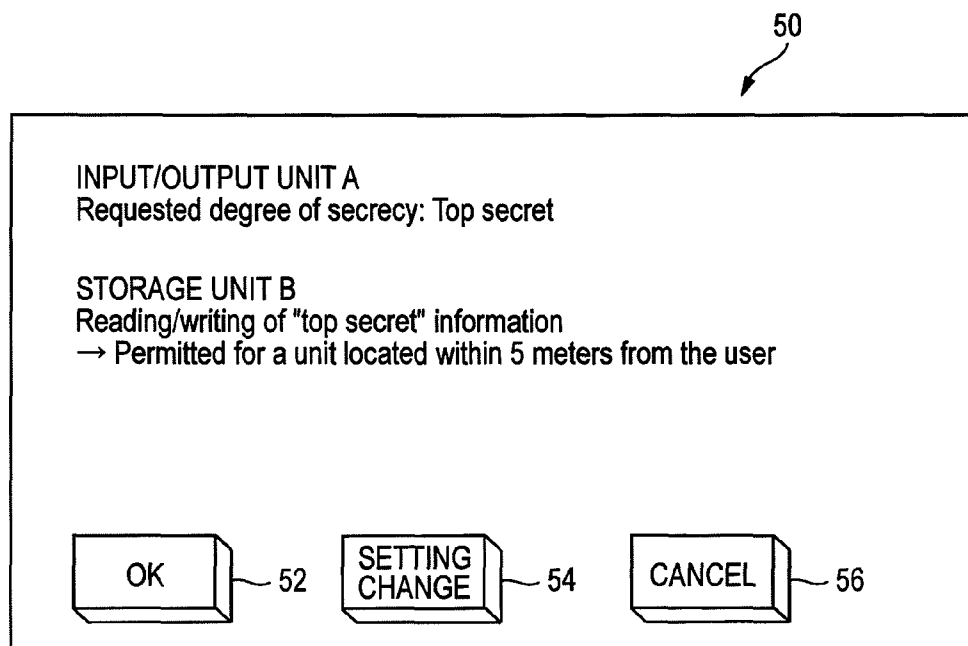 50
INPUT/OUTPUT UNIT A
Requested degree of secrecy: Top secret
STORAGE UNIT B
Reading/writing of "top secret" information
→ Permitted for a unit located within 5 meters from the user
OK
52
SETTING
CHANGE
54
CANCEL
56